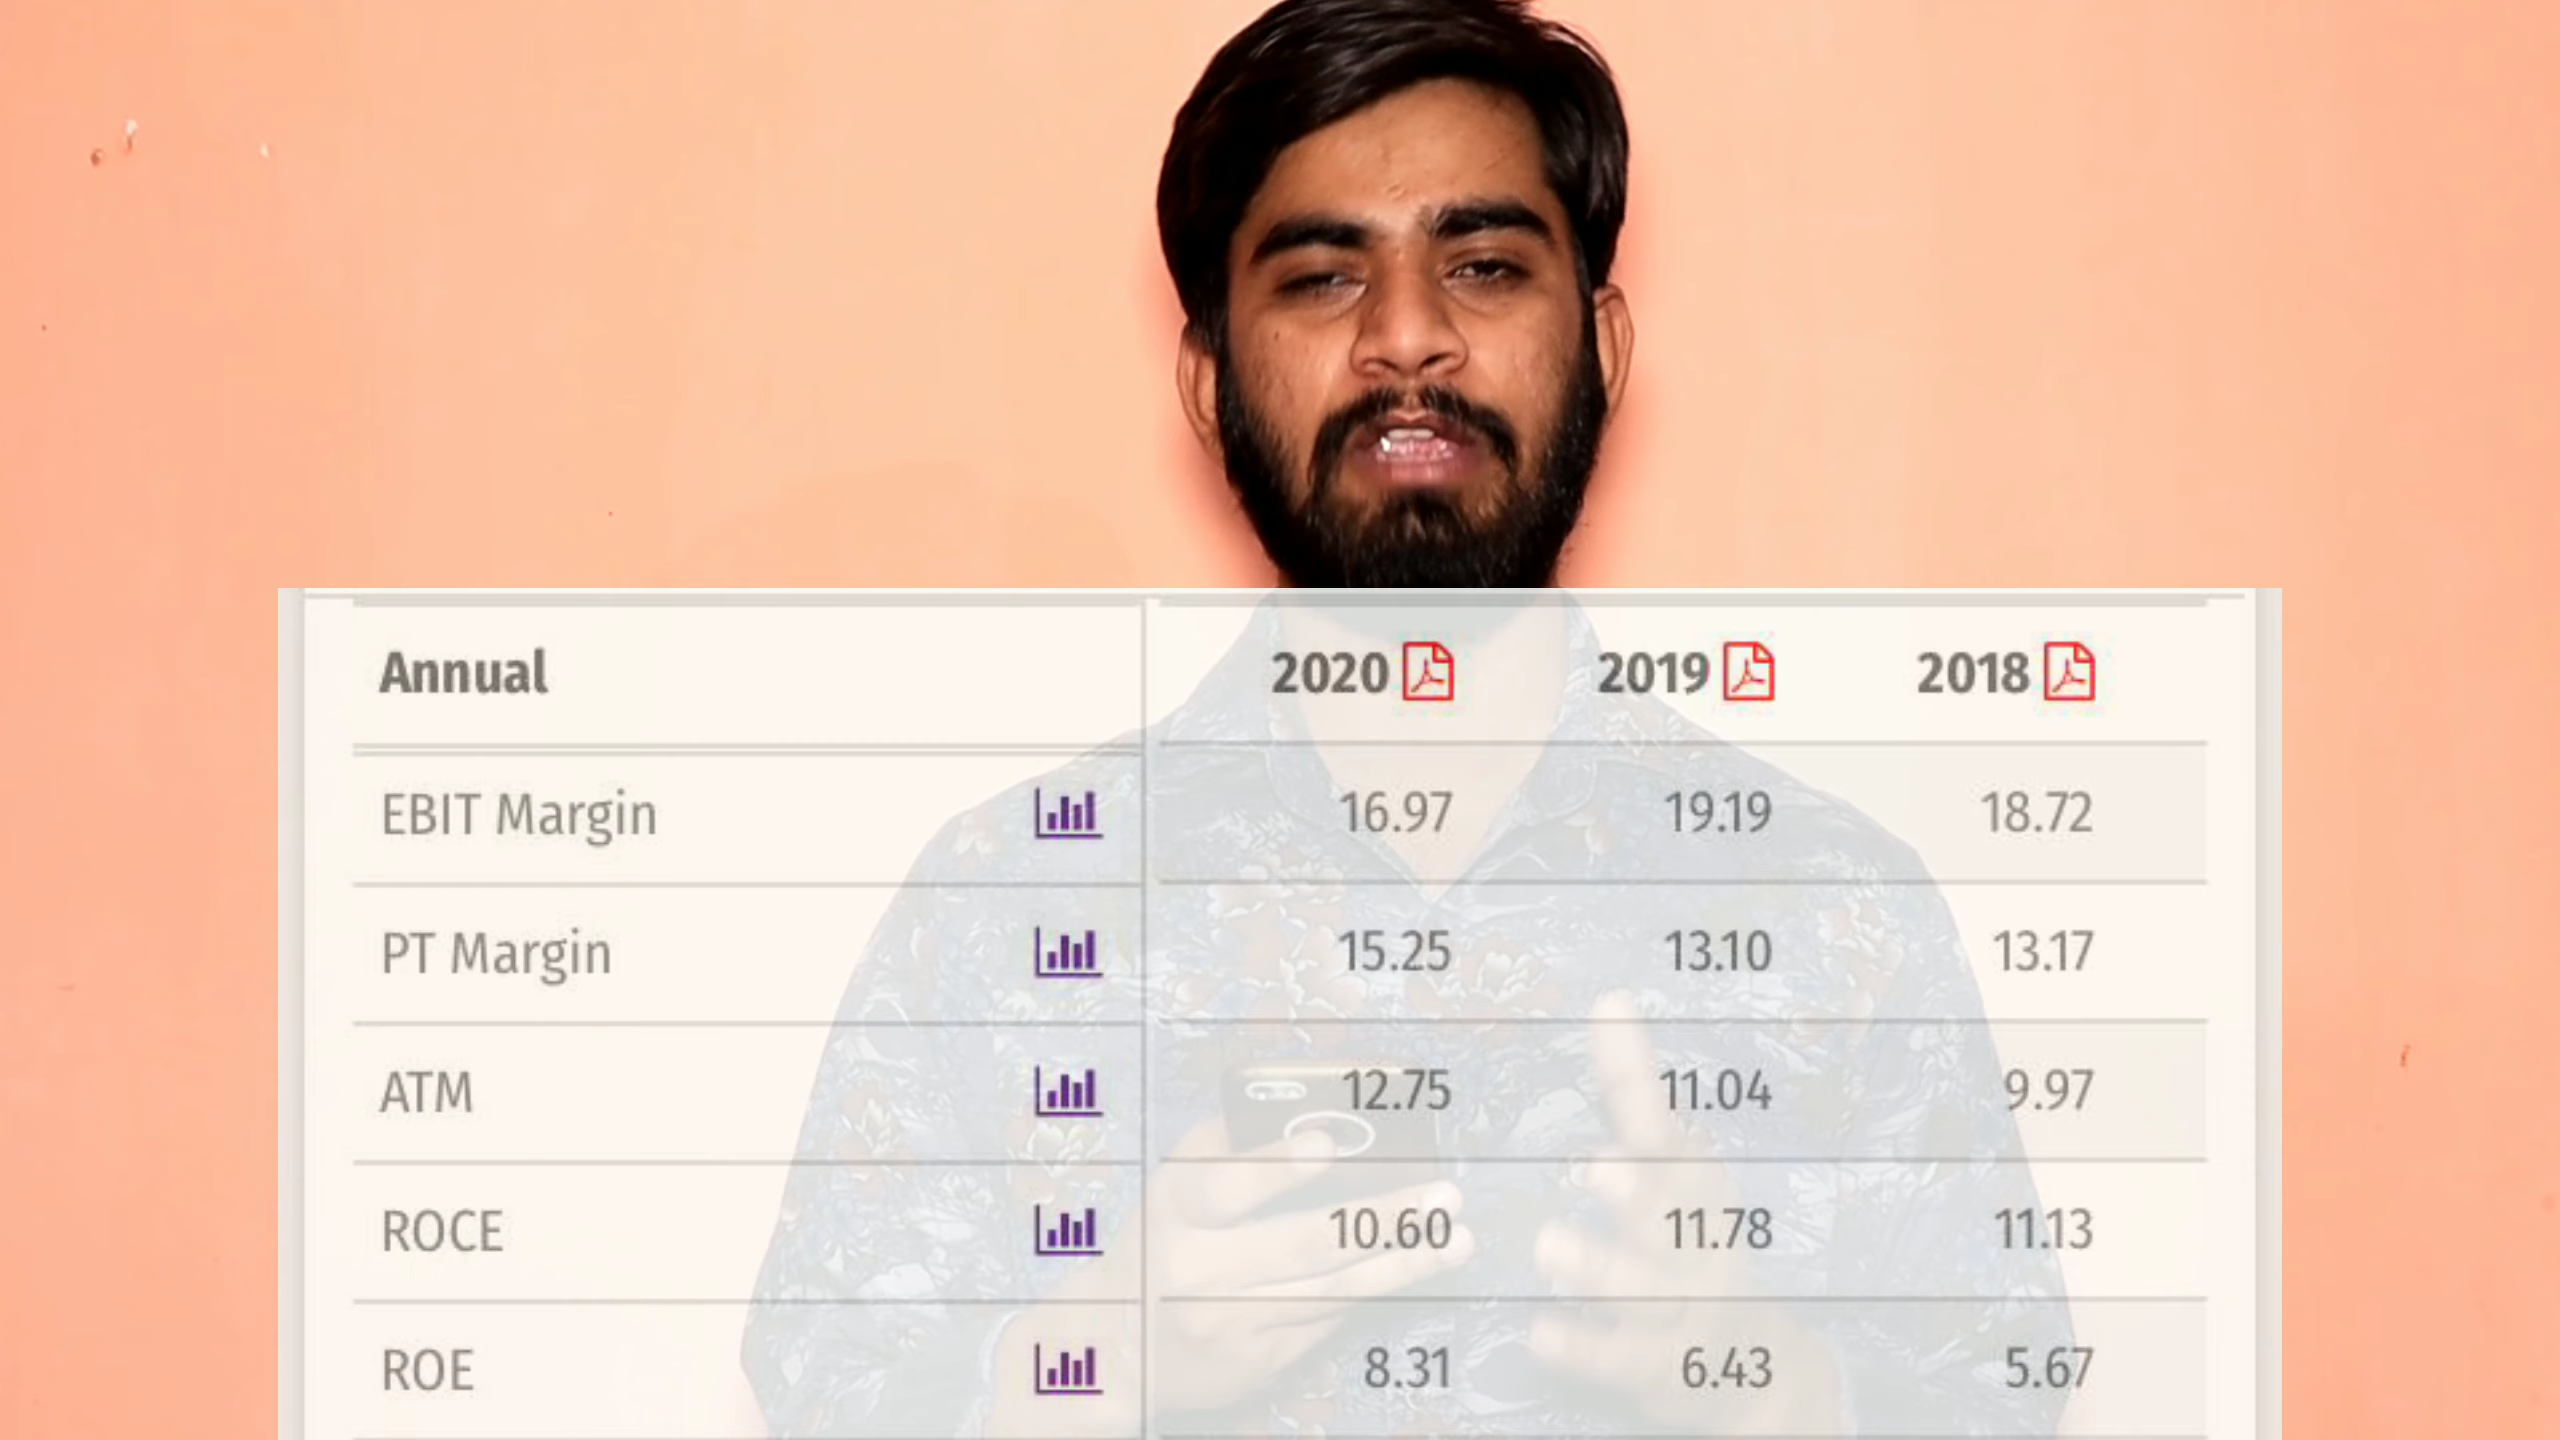 Annual 2020 2019 2018
EBIT Margin 16.97 19.19 18.72
PT Margin 15.25 13.10 13.17
ATM 12.75 11.04 9.97
ROCE 10.60 11.78 11.13
ROE 8.31 6.43 5.67